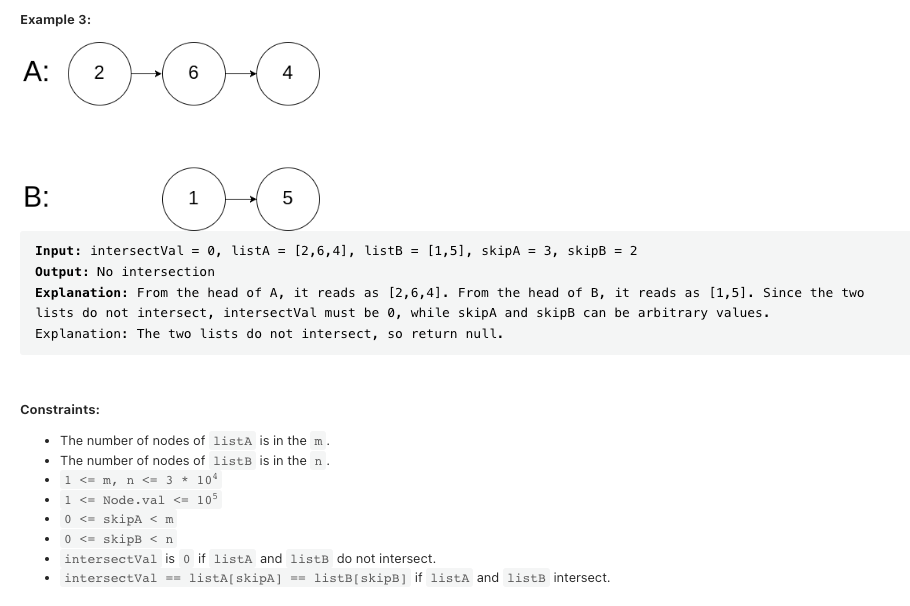 Example 3:
A: 2 6 4
B: 1 5
Input: intersectVal = 0, listA = [2,6,4], listB = [1,5], skipA = 3, skipB = 2
Output: No intersection
Explanation: From the head of A, it reads as [2,6,4]. From the head of B, it reads as [1,5]. Since the two
lists do not intersect, intersectVal must be 0, while skipA and skipB can be arbitrary values.
Explanation: The two lists do not intersect, so return null.
Constraints:
• The number of nodes of listA is in the m.
• The number of nodes of listB is in the n.
• 1 <= m, n <= 3 * 10⁴
• 1 <= Node.val <= 10⁵
• 0 <= skipA < m
• 0 <= skipB < n
• intersectVal is 0 if listA and listB do not intersect.
• intersectVal == listA[skipA] == listB[skipB] if listA and listB intersect.